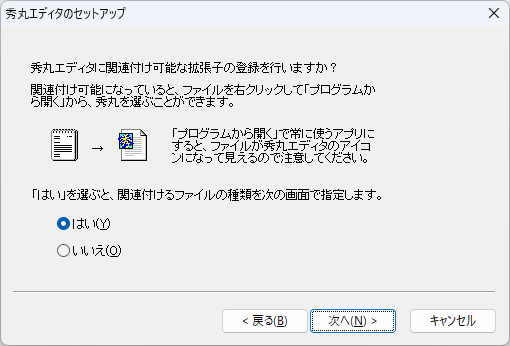 秀丸エディタのセットアップ
秀丸エディタに関連付け可能な拡張子の登録を行いますか？
関連付け可能になっていると、ファイルを右クリックして「プログラムか
ら開く」から、秀丸を選ぶことができます。
「プログラムから開く」で常に使うアプリに
すると、ファイルが秀丸エディタのアイコ
ンになって見えるので注意してください。
「はい」を選ぶと、関連付けるファイルの種類を次の画面で指定します。
はい(Y)
いいえ(O)
< 戻る(B)
次へ(N) >
キャンセル